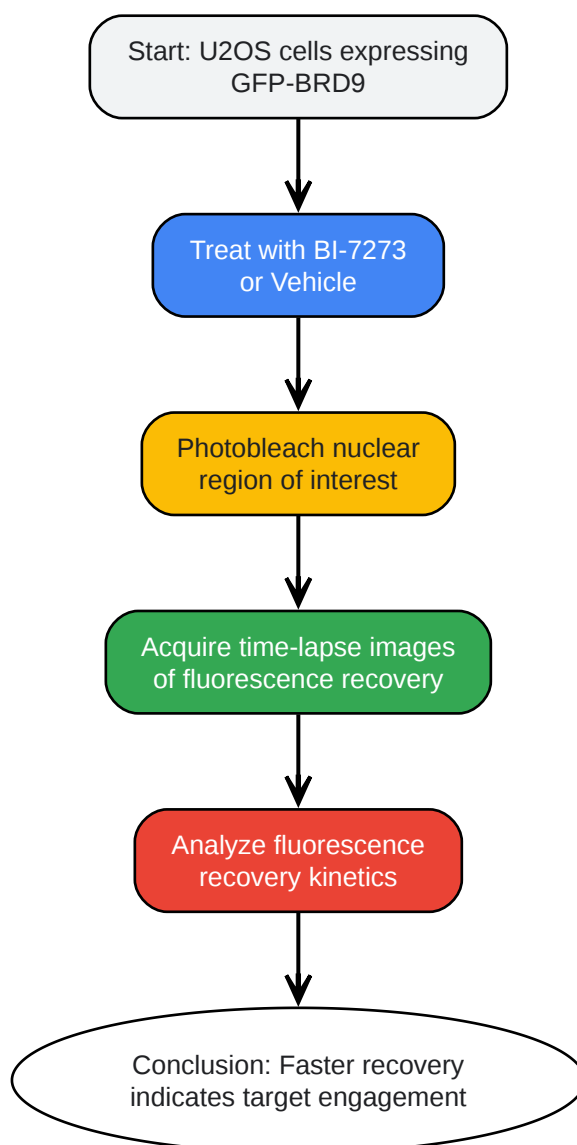 Start: U2OS cells expressing
GFP-BRD9
Treat with BI-7273
or Vehicle
Photobleach nuclear
region of interest
Acquire time-lapse images
of fluorescence recovery
Analyze fluorescence
recovery kinetics
Conclusion: Faster recovery
indicates target engagement